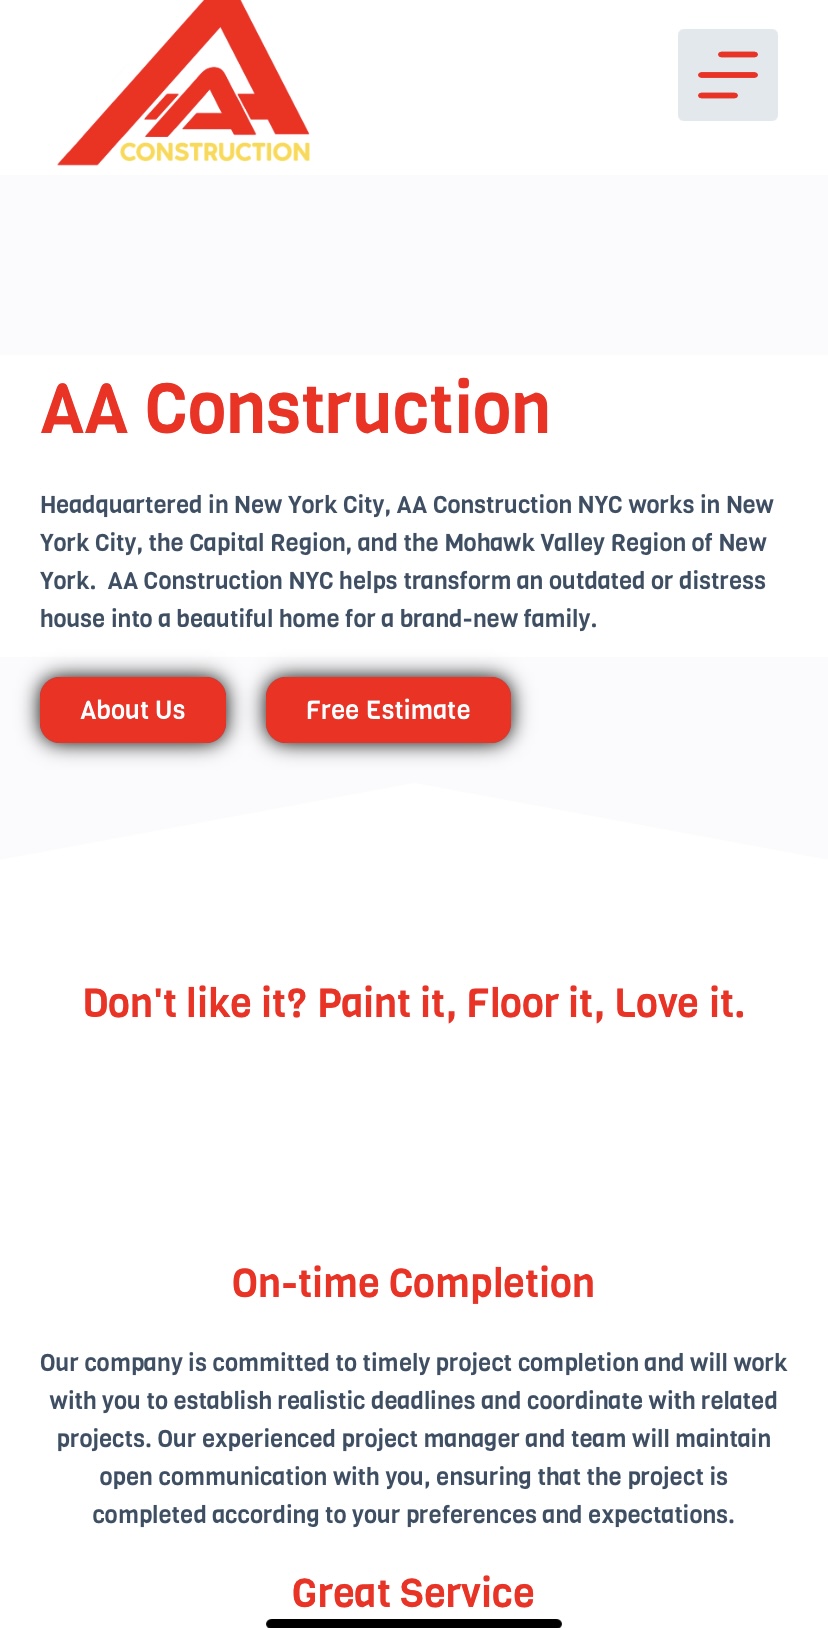 CONSTRUCTION
AA Construction
Headquartered in New York City, AA Construction NYC works in New
York City, the Capital Region, and the Mohawk Valley Region of New
York.  AA Construction NYC helps transform an outdated or distress
house into a beautiful home for a brand-new family.
About Us
Free Estimate
Don't like it? Paint it, Floor it, Love it.
On-time Completion
Our company is committed to timely project completion and will work
with you to establish realistic deadlines and coordinate with related
projects. Our experienced project manager and team will maintain
open communication with you, ensuring that the project is
completed according to your preferences and expectations.
Great Service